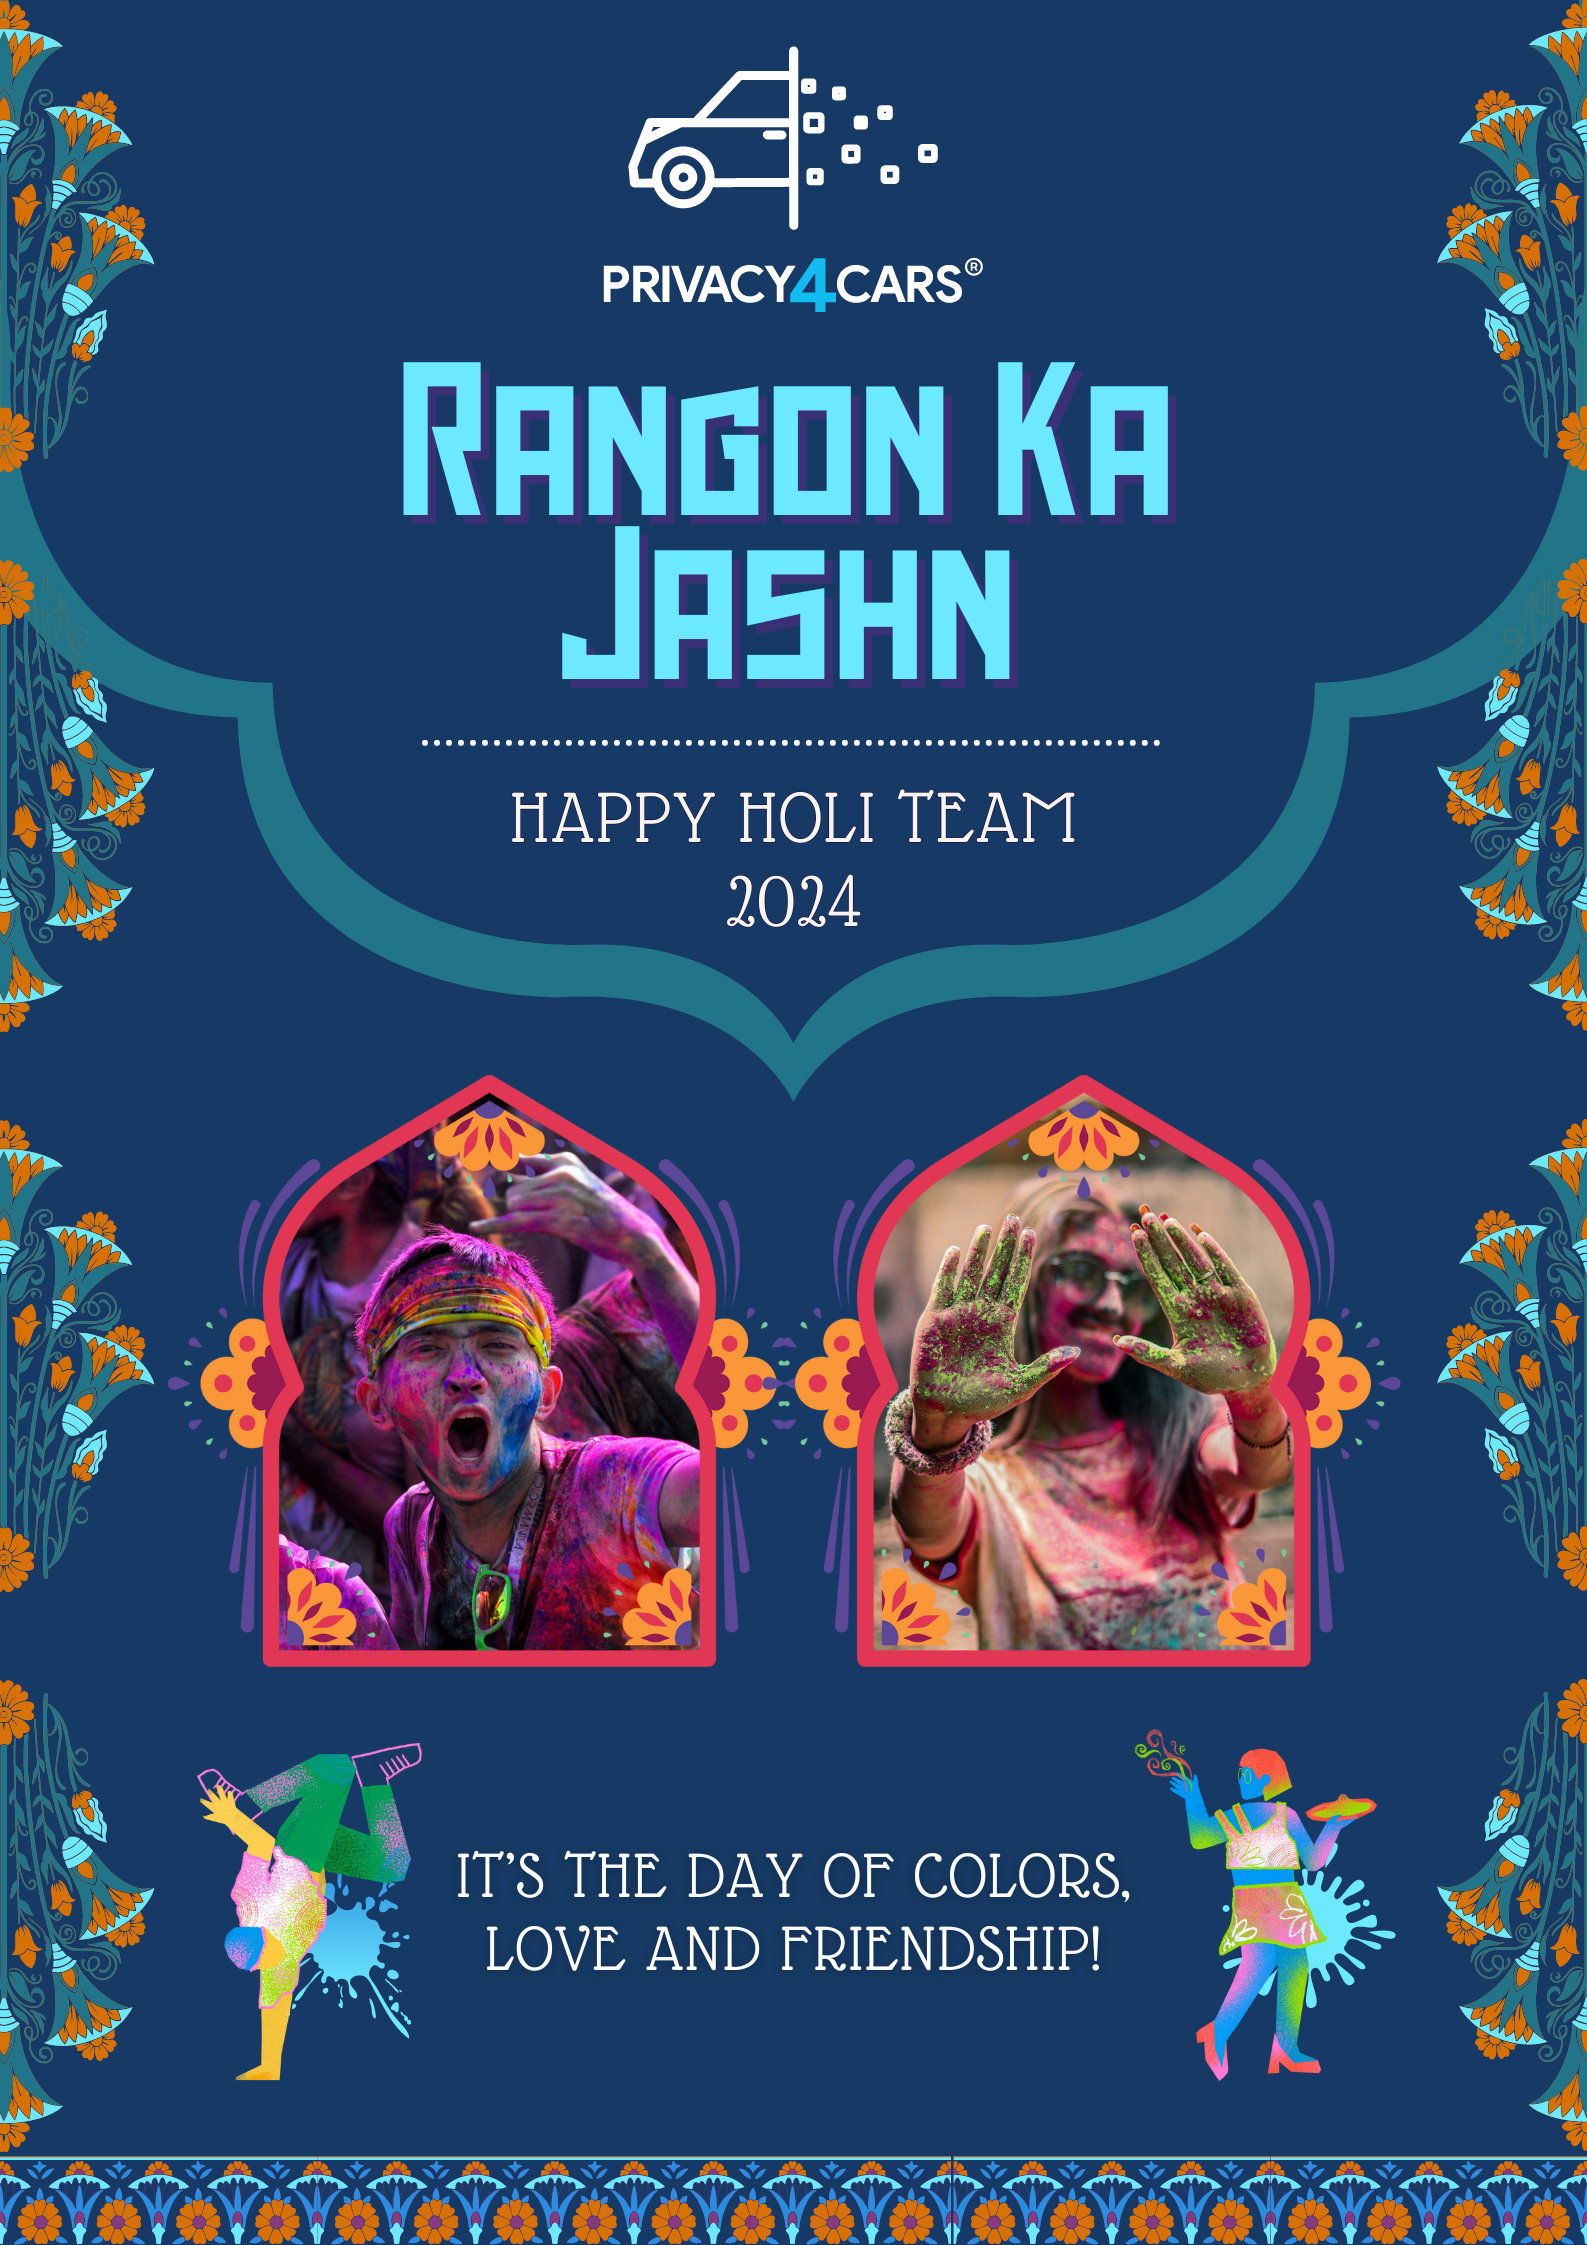 PRIVACY4CARS®
RANGON KA
JASHN
HAPPY HOLI TEAM
2024
IT'S THE DAY OF COLORS,
LOVE AND FRIENDSHIP!